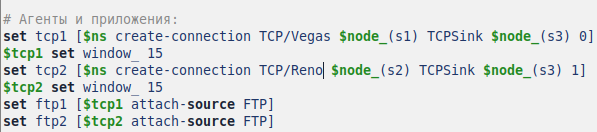 # Агенты и приложения:
set tcp1 [$ns create-connection TCP/Vegas $node_(s1) TCPSink $node_(s3) 0]
$tcp1 set window_ 15
set tcp2 [$ns create-connection TCP/Reno $node_(s2) TCPSink $node_(s3) 1]
$tcp2 set window_ 15
set ftp1 [$tcp1 attach-source FTP]
set ftp2 [$tcp2 attach-source FTP]